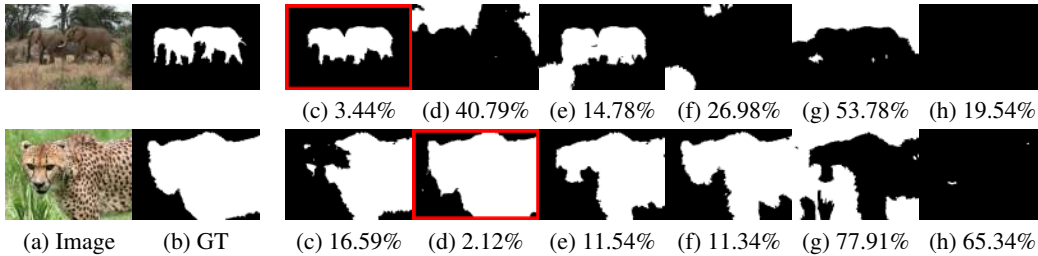 (c) 3.44% (d) 40.79% (e) 14.78% (f) 26.98% (g) 53.78% (h) 19.54%
(a) Image (b) GT (c) 16.59% (d) 2.12% (e) 11.54% (f) 11.34% (g) 77.91% (h) 65.34%